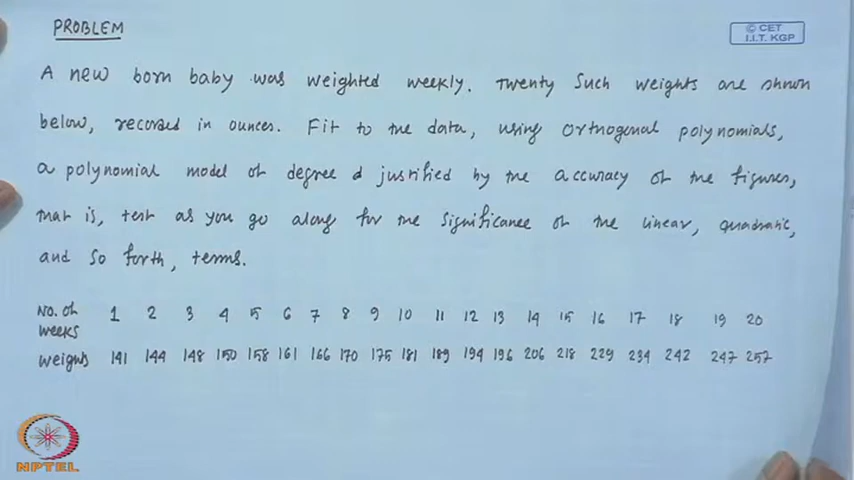 PROBLEM
© CET
I.I.T. KGP
A new born baby was weighted weekly. Twenty such weights are shown
below, recorded in ounces. Fit to the data, using orthogonal polynomials,
a polynomial model of degree d justified by the accuracy of the figures,
that is, test as you go along for the significance of the linear, quadratic,
and so forth, terms.
No. of weeks 1 2 3 4 5 6 7 8 9 10 11 12 13 14 15 16 17 18 19 20
weights 141 144 148 150 158 161 166 170 175 181 189 194 196 206 218 229 234 242 247 257
NPTEL